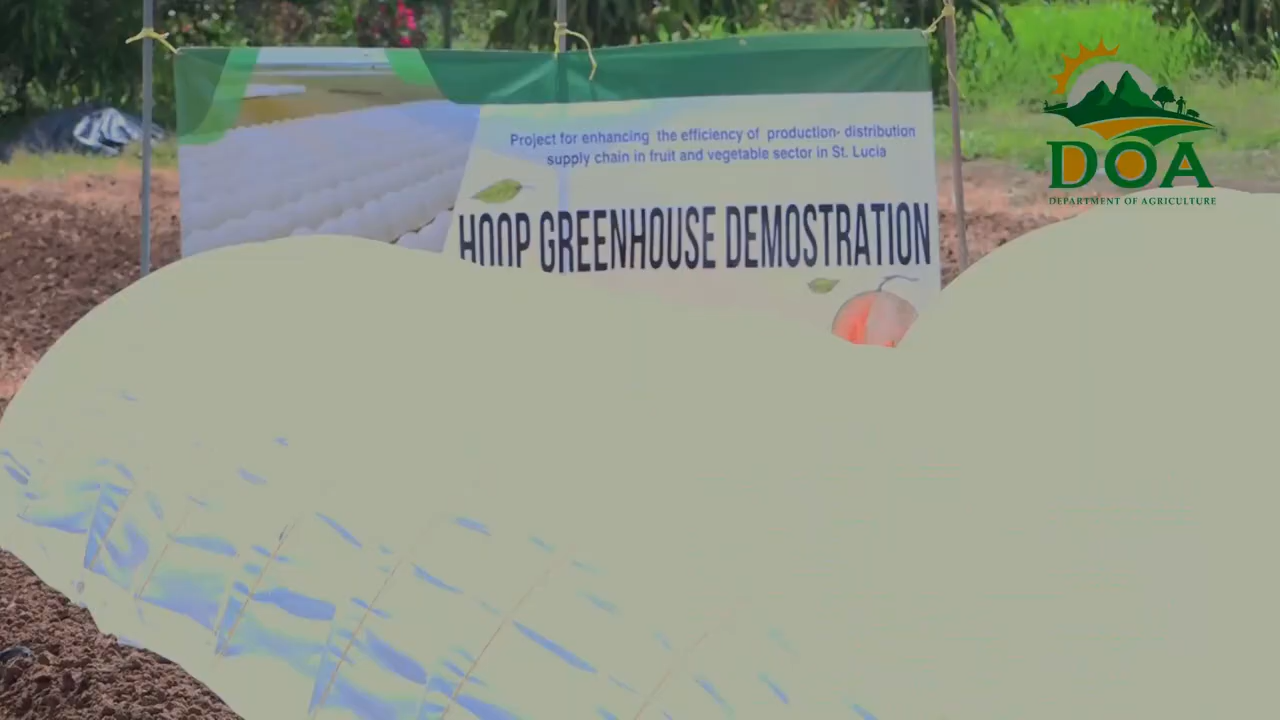 Project for enhancing the efficiency of production- distribution
supply chain in fruit and vegetable sector in St. Lucia
HOOP GREENHOUSE DEMOSTRATION
DOA
DEPARTMENT OF AGRICULTURE